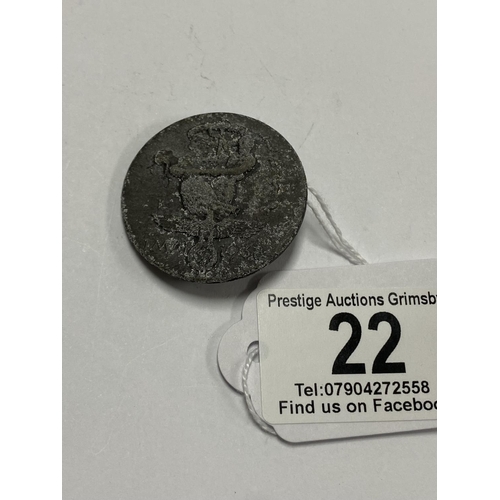 Prestige Auctions Grimsby
22
Tel:07904272558
Find us on Faceboo